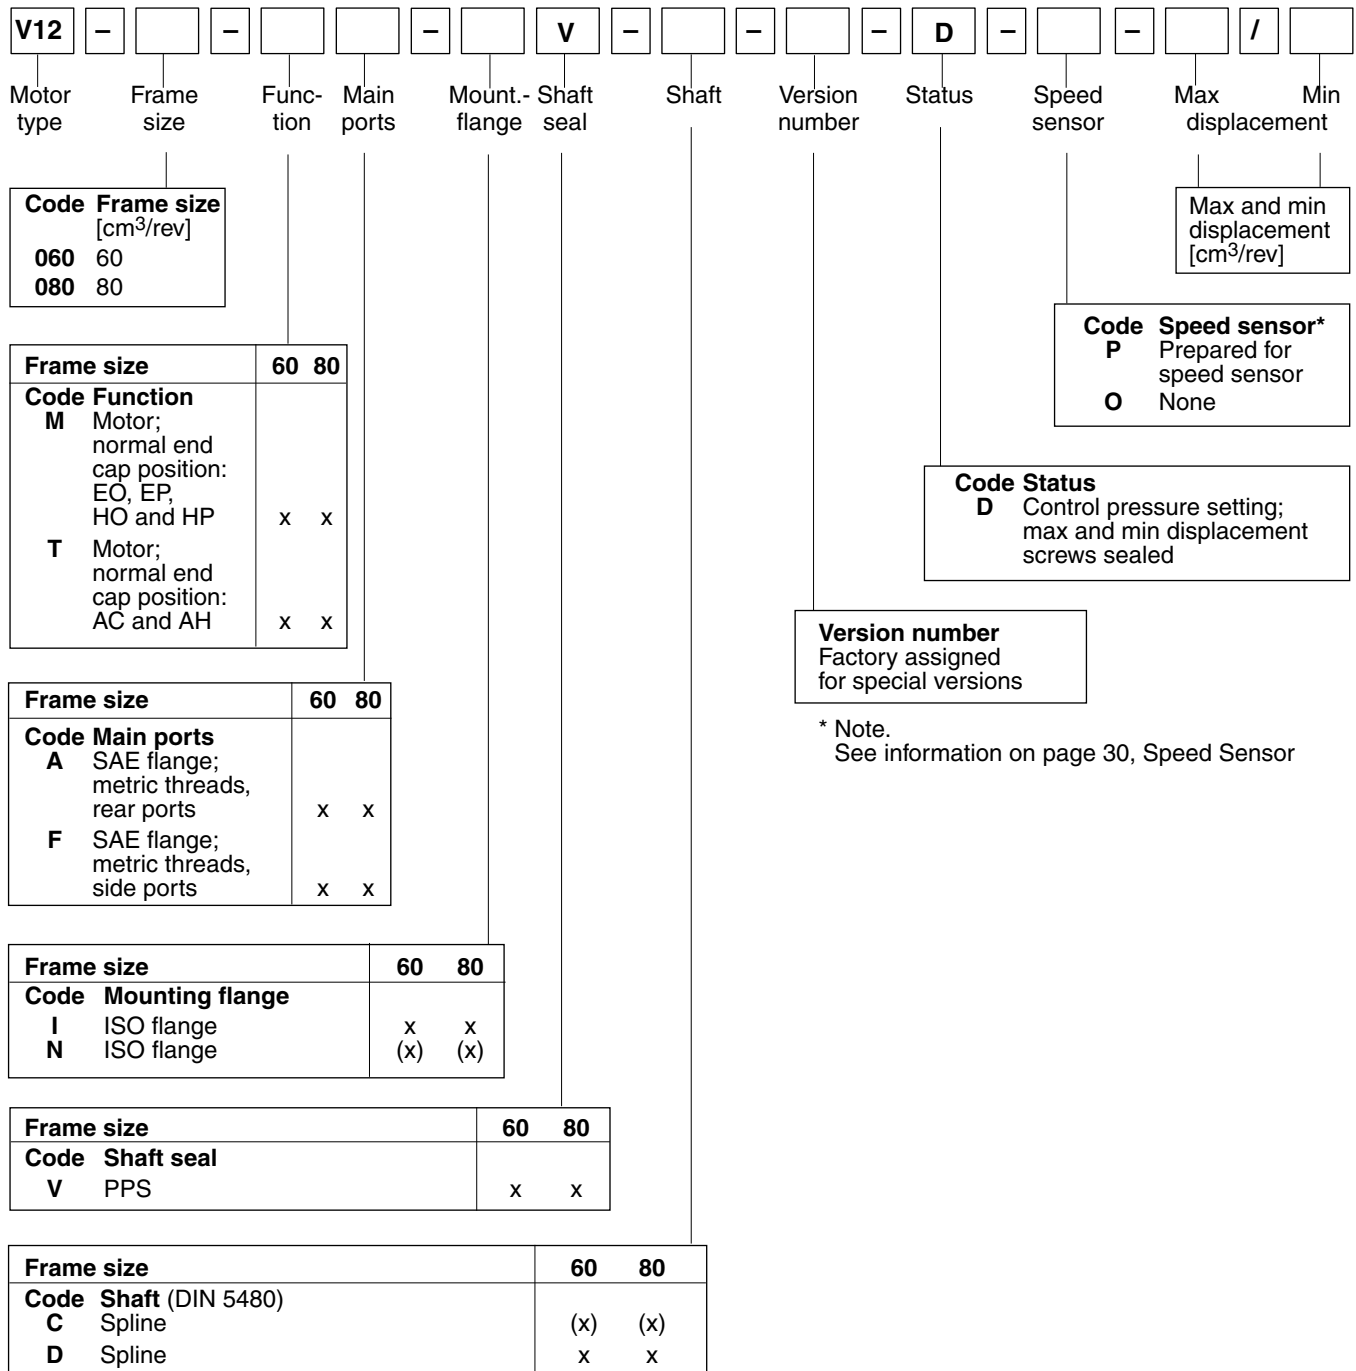 V12 – – – V – – – D – – /
Motor type
Frame size
Func-tion
Main ports
Mount.-flange
Shaft seal
Shaft
Version number
Status
Speed sensor
Max Min
displacement
Code Frame size
[cm3/rev]
060 60
080 80
Max and min
displacement
[cm3/rev]
Code Speed sensor*
P Prepared for
speed sensor
O None
Frame size 60 80
Code Function
M Motor;
normal end
cap position:
EO, EP,
HO and HP x x
T Motor;
normal end
cap position:
AC and AH x x
Code Status
D Control pressure setting;
max and min displacement
screws sealed
Version number
Factory assigned
for special versions
* Note.
See information on page 30, Speed Sensor
Frame size 60 80
Code Main ports
A SAE flange;
metric threads,
rear ports x x
F SAE flange;
metric threads,
side ports x x
Frame size 60 80
Code Mounting flange
I ISO flange x x
N ISO flange (x) (x)
Frame size 60 80
Code Shaft seal
V PPS x x
Frame size 60 80
Code Shaft (DIN 5480)
C Spline (x) (x)
D Spline x x